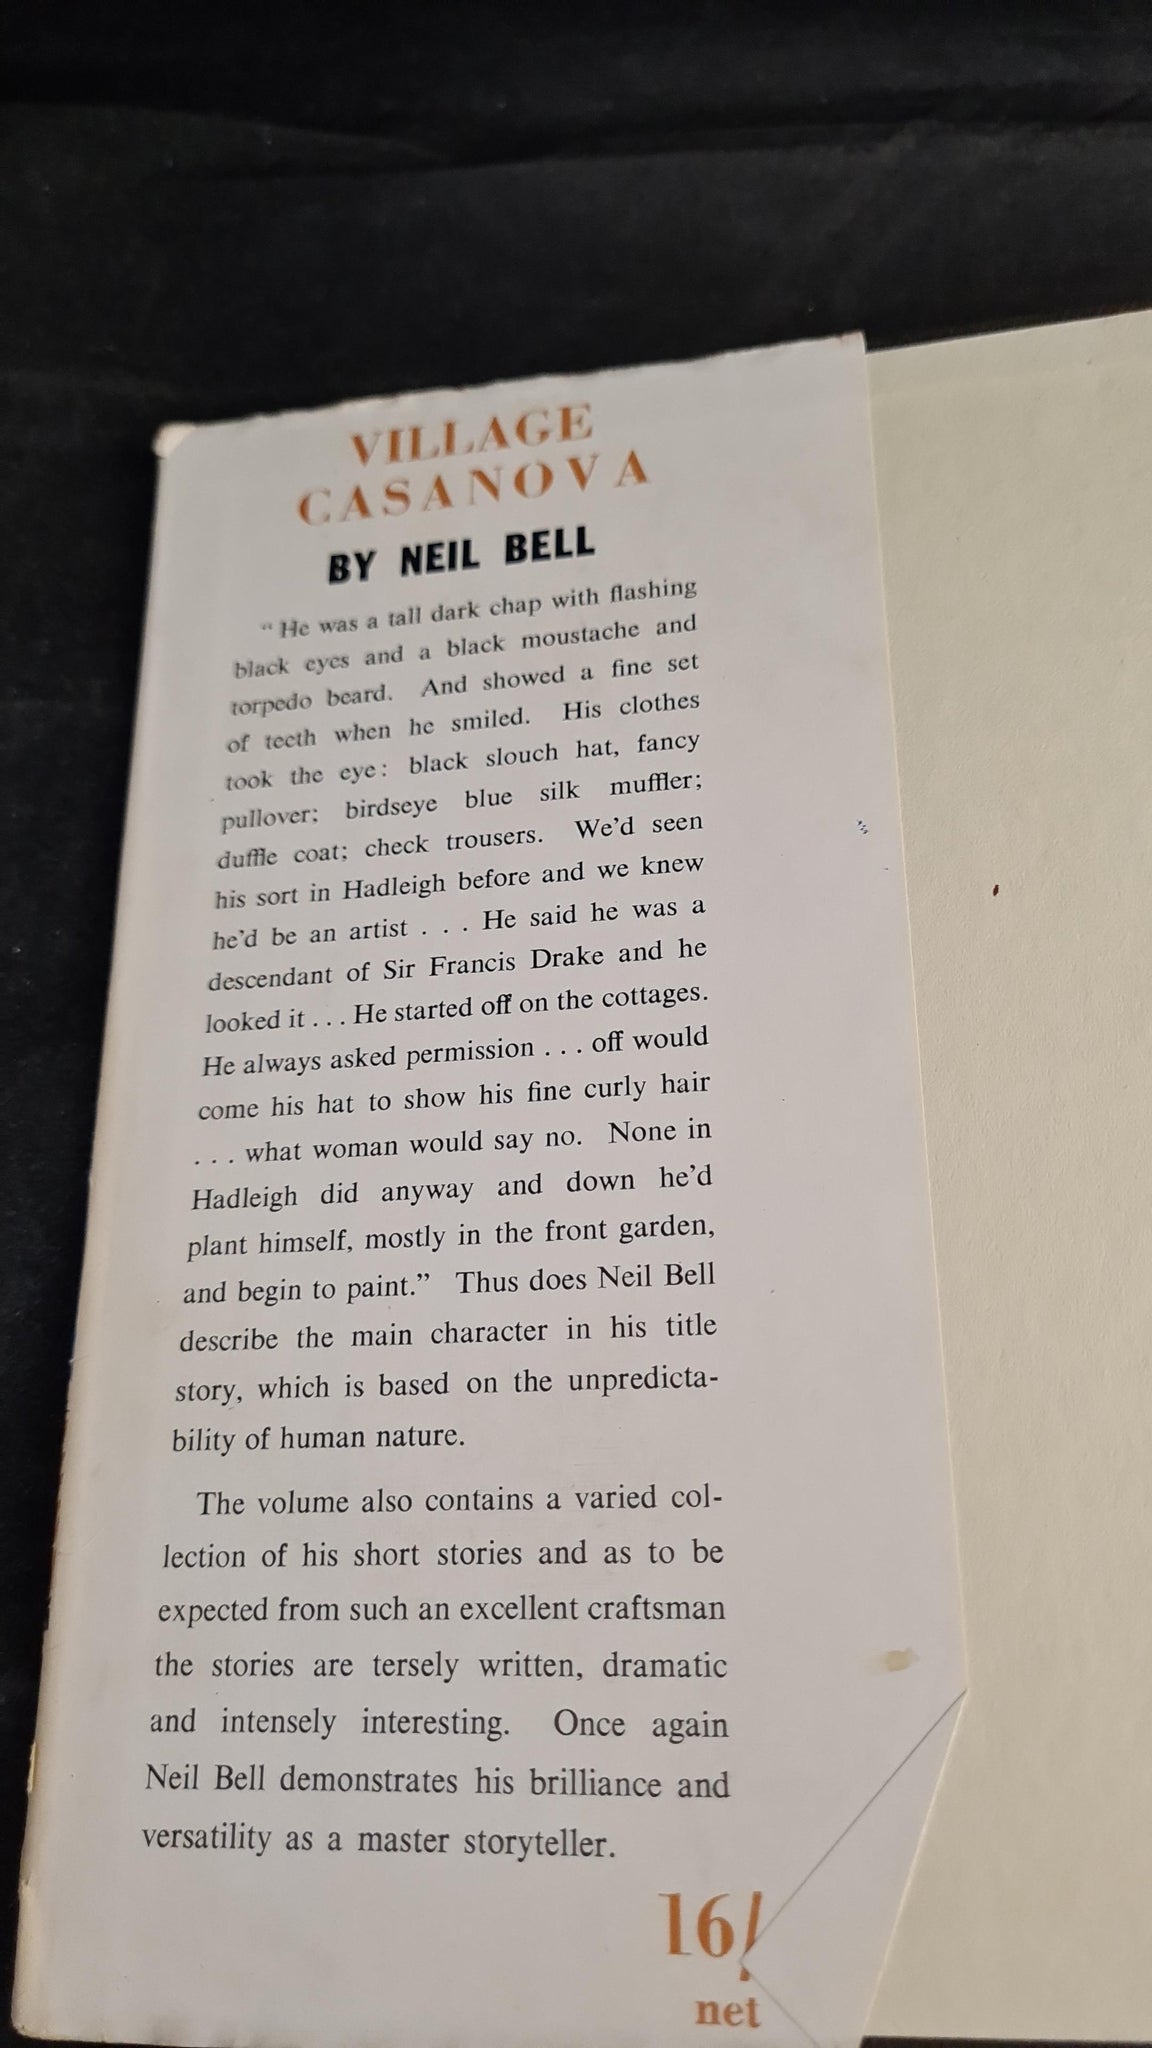 VILLAGE
CASANOVA
BY NEIL BELL
“He was a tall dark chap with flashing
black eyes and a black moustache and
torpedo beard. And showed a fine set
of teeth when he smiled. His clothes
took the eye: black slouch hat, fancy
pullover; birdseye blue silk muffler;
duffle coat; check trousers. We’d seen
his sort in Hadleigh before and we knew
he’d be an artist . . . He said he was a
descendant of Sir Francis Drake and he
looked it . . . He started off on the cottages.
He always asked permission . . . off would
come his hat to show his fine curly hair
. . . what woman would say no. None in
Hadleigh did anyway and down he’d
plant himself, mostly in the front garden,
and begin to paint.” Thus does Neil Bell
describe the main character in his title
story, which is based on the unpredicta-
bility of human nature.
The volume also contains a varied col-
lection of his short stories and as to be
expected from such an excellent craftsman
the stories are tersely written, dramatic
and intensely interesting. Once again
Neil Bell demonstrates his brilliance and
versatility as a master storyteller.
16/
net